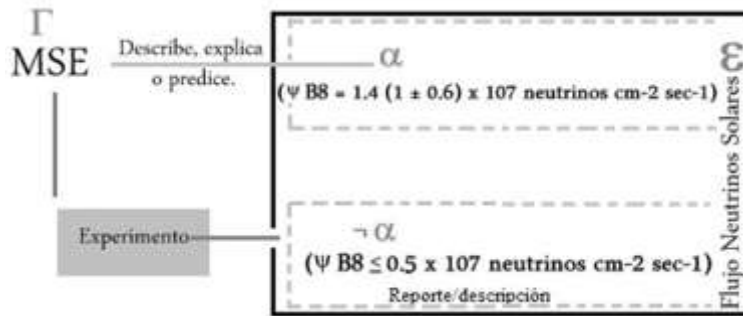 Γ
MSE
Describe, explica
o predice.
α
(Ψ B8 = 1.4 (1 ± 0.6) x 107 neutrinos cm-2 sec-1)
ε
Flujo Neutrinos Solares
Experimento
¬ α
(Ψ B8 ≤ 0.5 x 107 neutrinos cm-2 sec-1)
Reporte/descripción